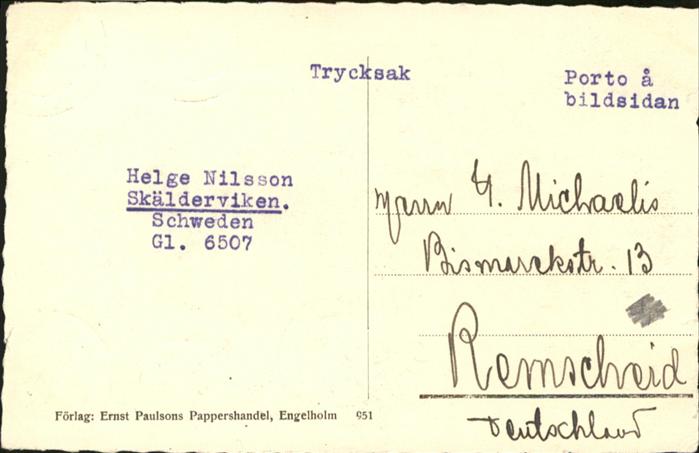 Trycksak
Porto å
bildsidan
Helge Nilsson
Skälderviken.
Schweden
Gl. 6507
Herrn H. Michaelis
Bismarckstr. 13
Remscheid
Deutschland
Förlag: Ernst Paulsons Pappershandel, Engelholm 951